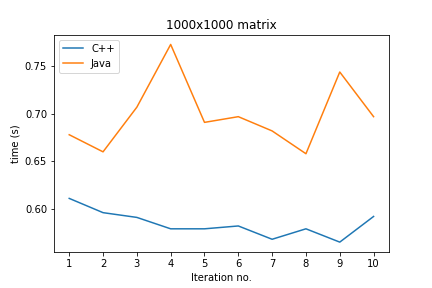 1000x1000 matrix
C++
Java
time (s)
0.75
0.70
0.65
0.60
1 2 3 4 5 6 7 8 9 10
Iteration no.